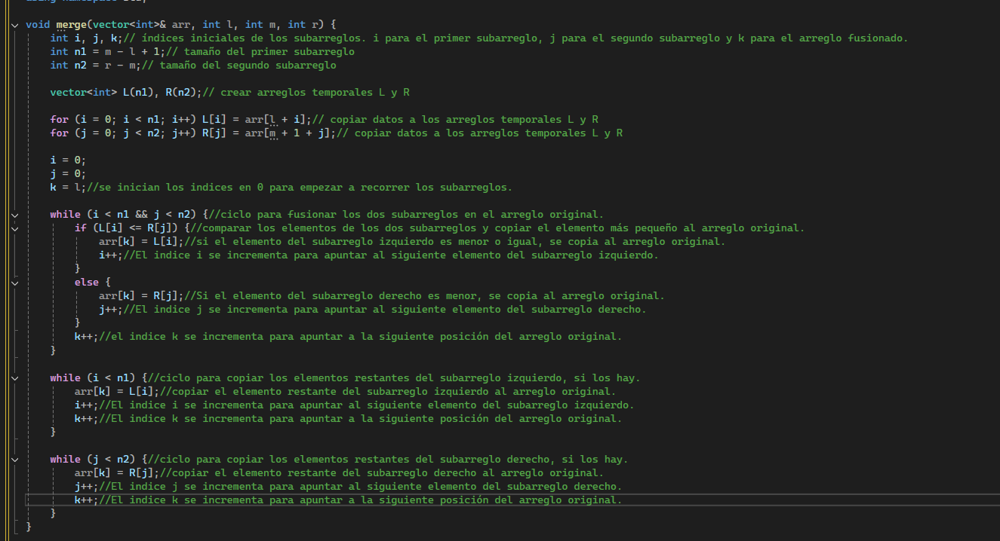 void merge(vector<int>& arr, int l, int m, int r) {
int i, j, k;// índices iniciales de los subarreglos. i para el primer subarreglo, j para el segundo subarreglo y k para el arreglo fusionado.
int n1 = m - l + 1;// tamaño del primer subarreglo
int n2 = r - m;// tamaño del segundo subarreglo
vector<int> L(n1), R(n2);// crear arreglos temporales L y R
for (i = 0; i < n1; i++) L[i] = arr[l + i];// copiar datos a los arreglos temporales L y R
for (j = 0; j < n2; j++) R[j] = arr[m + 1 + j];// copiar datos a los arreglos temporales L y R
i = 0;
j = 0;
k = l;//se inician los indices en 0 para empezar a recorrer los subarreglos.
while (i < n1 && j < n2) {//ciclo para fusionar los dos subarreglos en el arreglo original.
if (L[i] <= R[j]) {//comparar los elementos de los dos subarreglos y copiar el elemento más pequeño al arreglo original.
arr[k] = L[i];//si el elemento del subarreglo izquierdo es menor o igual, se copia al arreglo original.
i++;//El indice i se incrementa para apuntar al siguiente elemento del subarreglo izquierdo.
}
else {
arr[k] = R[j];//Si el elemento del subarreglo derecho es menor, se copia al arreglo original.
j++;//El indice j se incrementa para apuntar al siguiente elemento del subarreglo derecho.
}
k++;//el indice k se incrementa para apuntar a la siguiente posición del arreglo original.
}
while (i < n1) {//ciclo para copiar los elementos restantes del subarreglo izquierdo, si los hay.
arr[k] = L[i];//copiar el elemento restante del subarreglo izquierdo al arreglo original.
i++;//El indice i se incrementa para apuntar al siguiente elemento del subarreglo izquierdo.
k++;//El indice k se incrementa para apuntar a la siguiente posición del arreglo original.
}
while (j < n2) {//ciclo para copiar los elementos restantes del subarreglo derecho, si los hay.
arr[k] = R[j];//copiar el elemento restante del subarreglo derecho al arreglo original.
j++;//El indice j se incrementa para apuntar al siguiente elemento del subarreglo derecho.
k++;//El indice k se incrementa para apuntar a la siguiente posición del arreglo original.
}
}